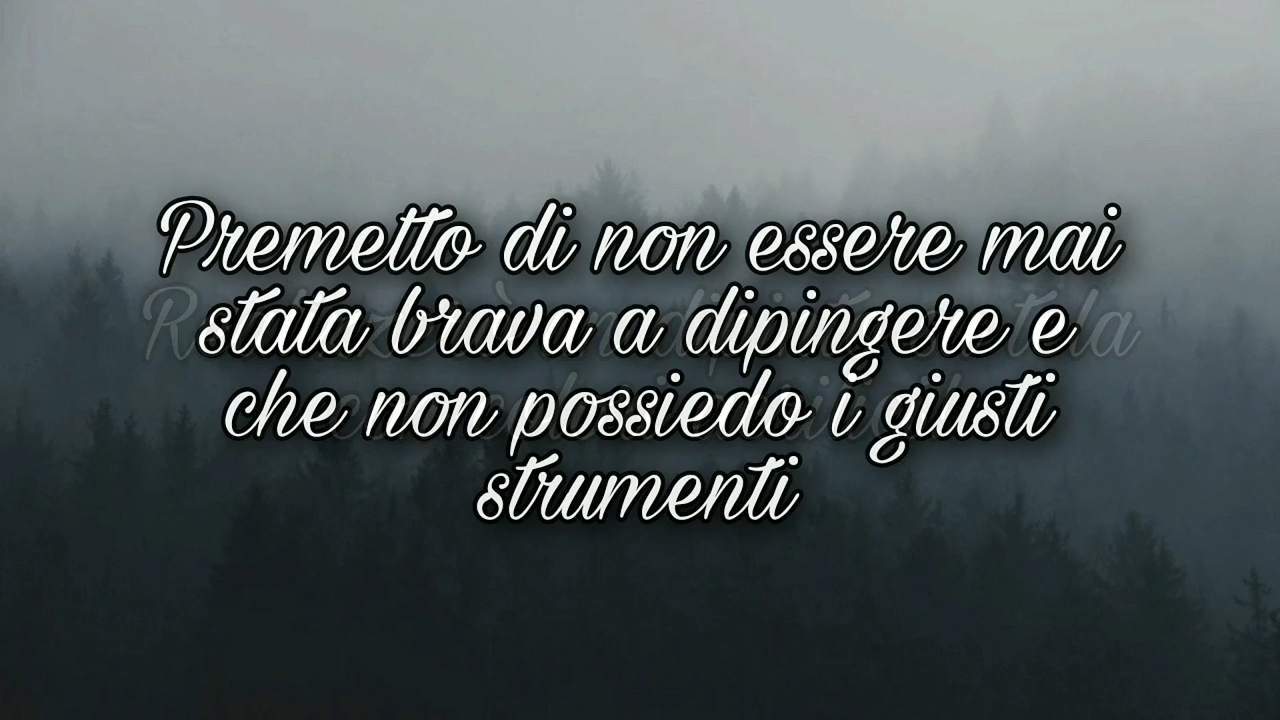 Premetto di non essere mai
stata brava a dipingere e
che non possiedo i giusti
strumenti